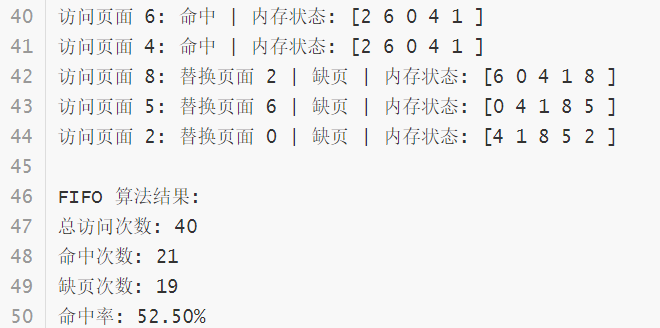 40 访问页面 6: 命中 | 内存状态: [2 6 0 4 1 ]
41 访问页面 4: 命中 | 内存状态: [2 6 0 4 1 ]
42 访问页面 8: 替换页面 2 | 缺页 | 内存状态: [6 0 4 1 8 ]
43 访问页面 5: 替换页面 6 | 缺页 | 内存状态: [0 4 1 8 5 ]
44 访问页面 2: 替换页面 0 | 缺页 | 内存状态: [4 1 8 5 2 ]
45
46 FIFO 算法结果:
47 总访问次数: 40
48 命中次数: 21
49 缺页次数: 19
50 命中率: 52.50%